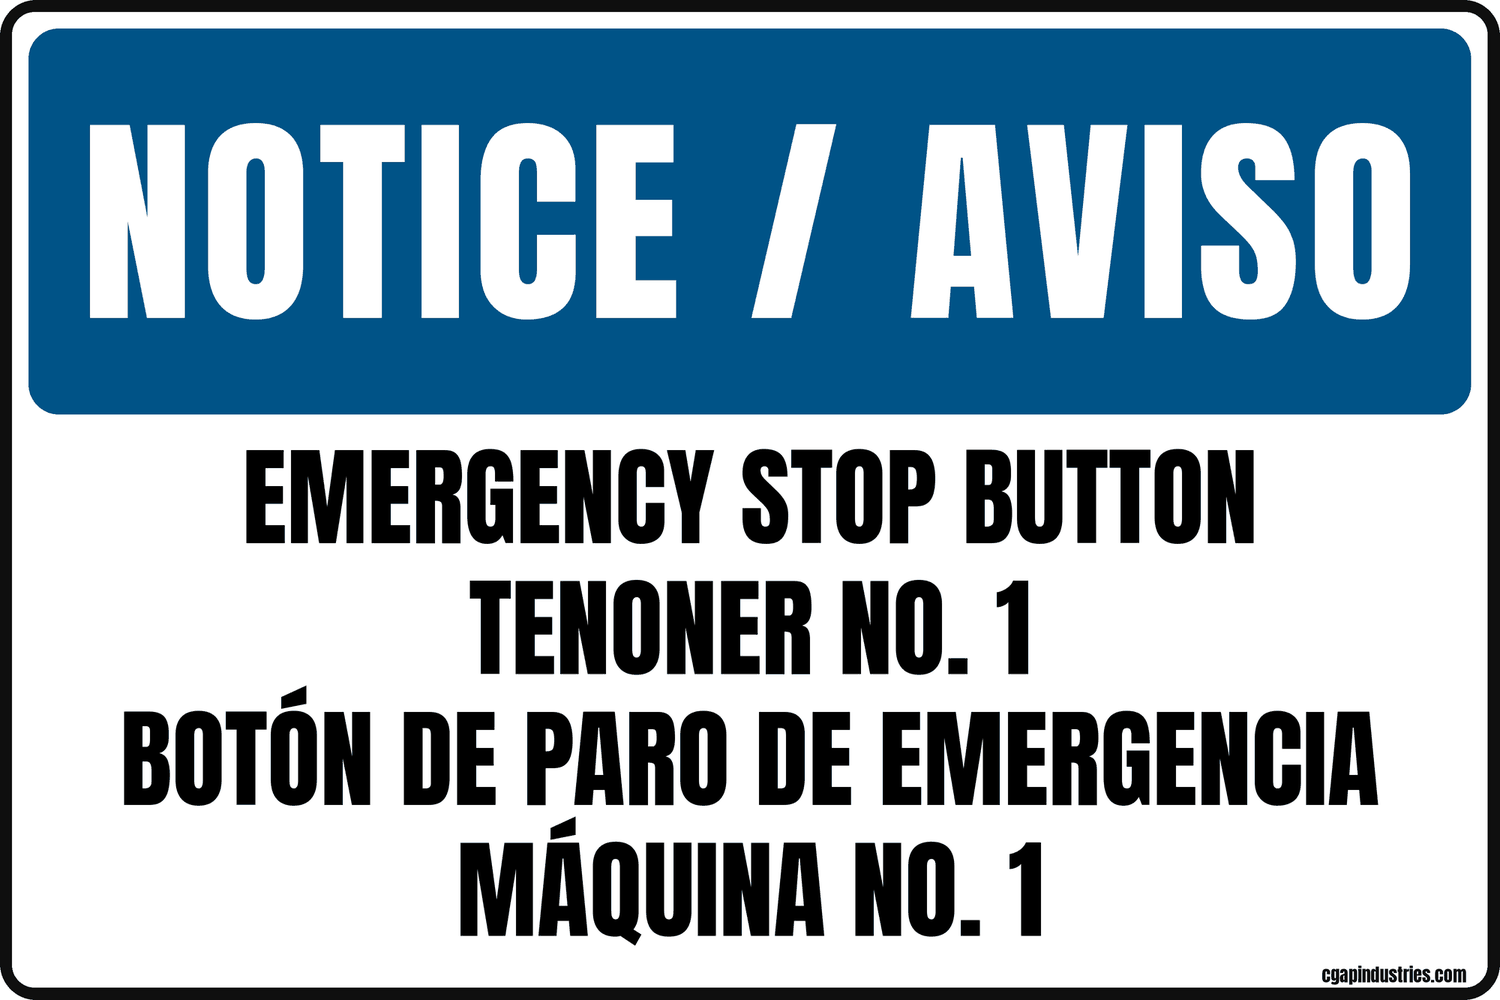 NOTICE / AVISO
EMERGENCY STOP BUTTON
TENONER NO. 1
BOTÓN DE PARO DE EMERGENCIA
MÁQUINA NO. 1
cgapindustries.com